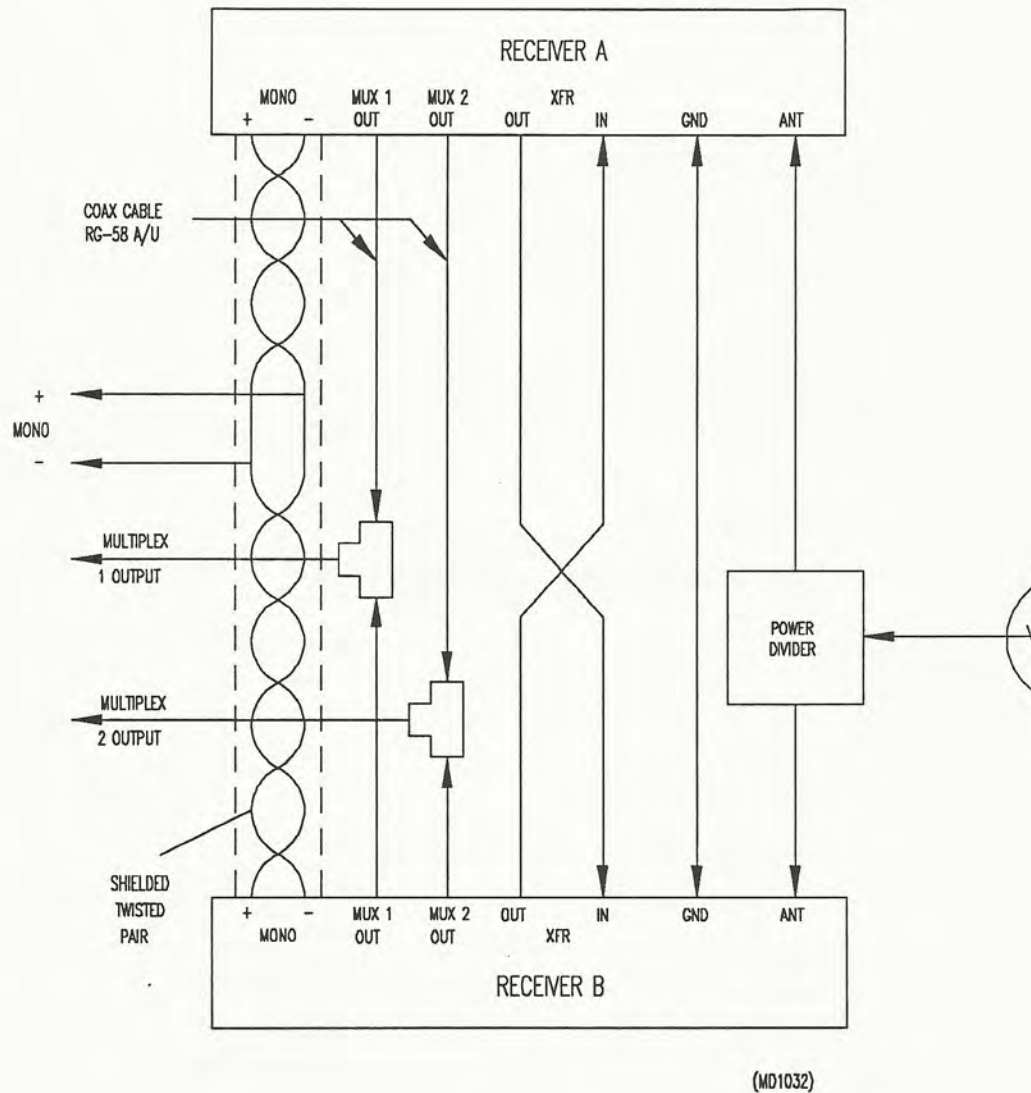 RECEIVER A
MONO
MUX 1
MUX 2
XFR
+
-
OUT
OUT
OUT
IN
GND
ANT
COAX CABLE
RG-58 A/U
+
MONO
-
MULTIPLEX
1 OUTPUT
POWER
DIVIDER
MULTIPLEX
2 OUTPUT
SHIELDED
TWISTED
PAIR
+
-
MUX 1
MUX 2
OUT
IN
GND
ANT
MONO
OUT
OUT
XFR
RECEIVER B
(MD1032)